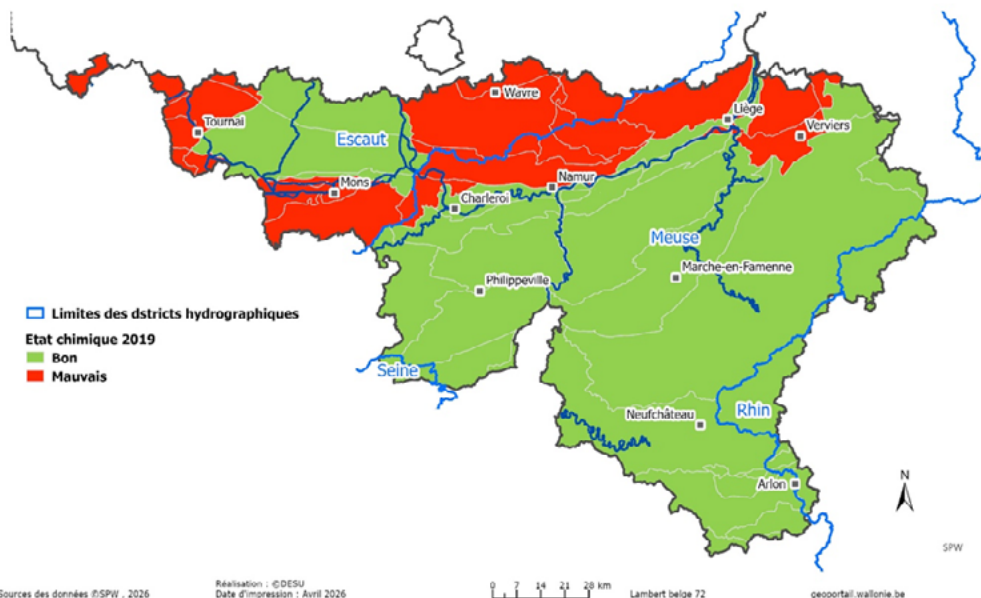 Wavre
Liège
Tournai
Escaut
Verviers
Mons
Namur
Charleroi
Meuse
Marche-en-Famenne
Philippeville
Limites des dstricts hydrographiques
Etat chimique 2019
Bon
Mauvais
Seine
Rhin
Neufchâteau
Arlon
N
SPW
Sources des données ©SPW , 2026
Réalisation : ©DESU
Date d'impression : Avril 2026
0 7 14 21 28 km
Lambert belge 72
geoportail.wallonie.be